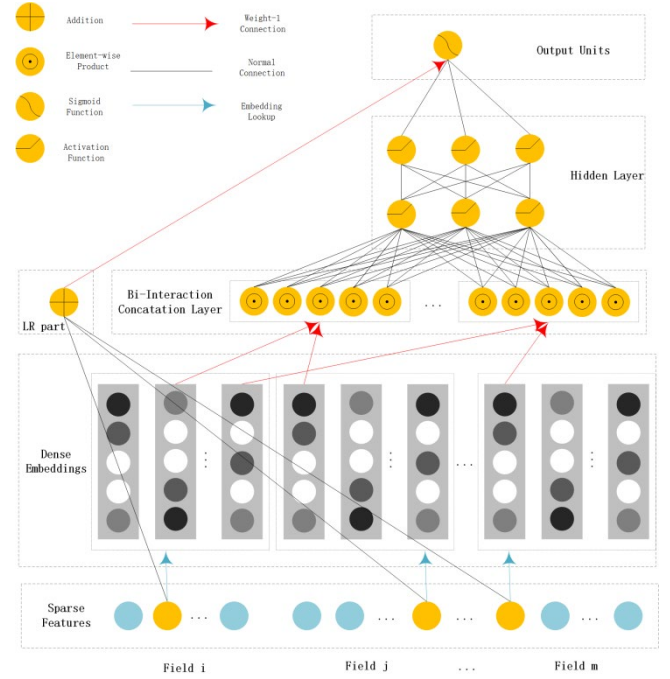 Addition
Weight-1
Connection
Element-wise
Product
Normal
Connection
Sigmoid
Function
Embedding
Lookup
Activation
Function
Output Units
Hidden Layer
LR part
Bi-Interaction
Concatation Layer
...
Dense
Embeddings
...
Sparse
Features
...
...
...
...
Field i
Field j
...
Field m